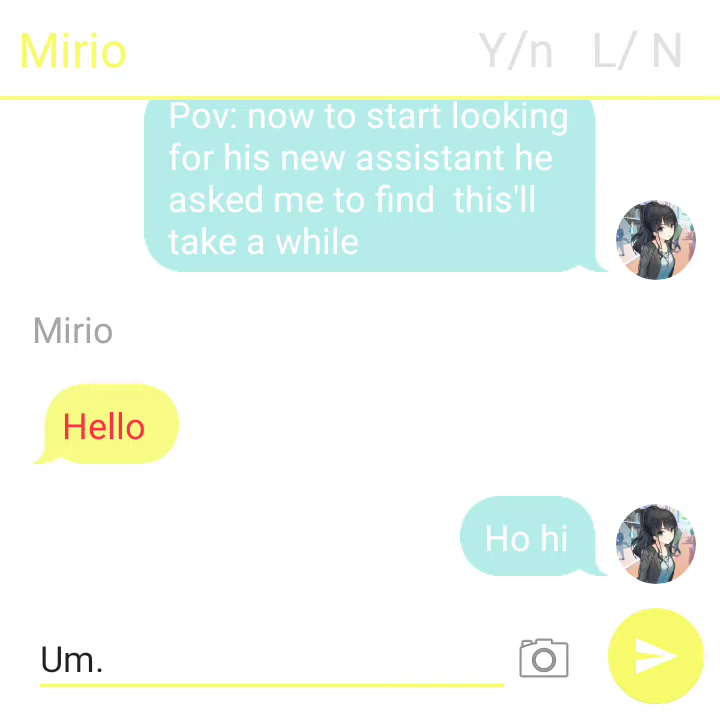 Mirio Y/n L/ N
Pov: now to start looking
for his new assistant he
asked me to find  this'll
take a while
Mirio
Hello
Ho hi
Um.